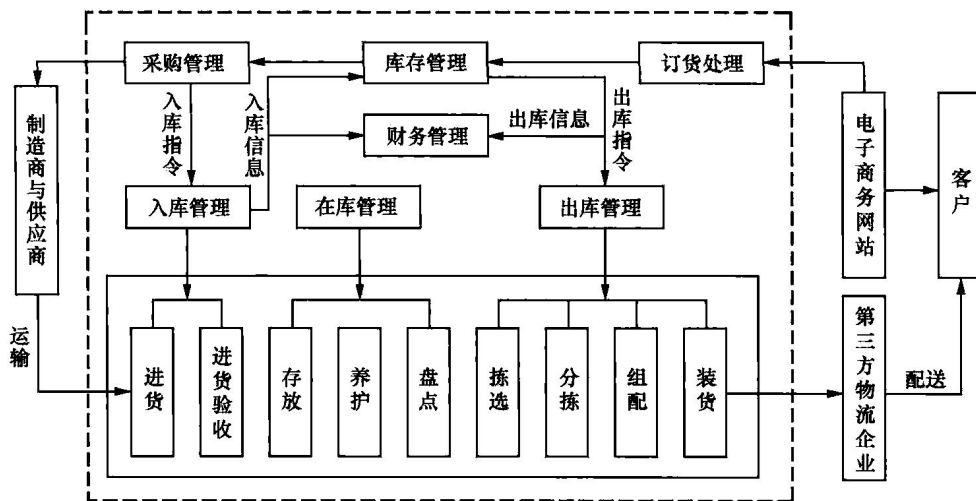 采购管理
库存管理
订货处理
入库指令
入库信息
出库信息
出库指令
财务管理
制造商与供应商
电子商务网站
客户
入库管理
在库管理
出库管理
运输
进货
进货验收
存放
养护
盘点
拣选
分拣
组配
装货
第三方物流企业
配送